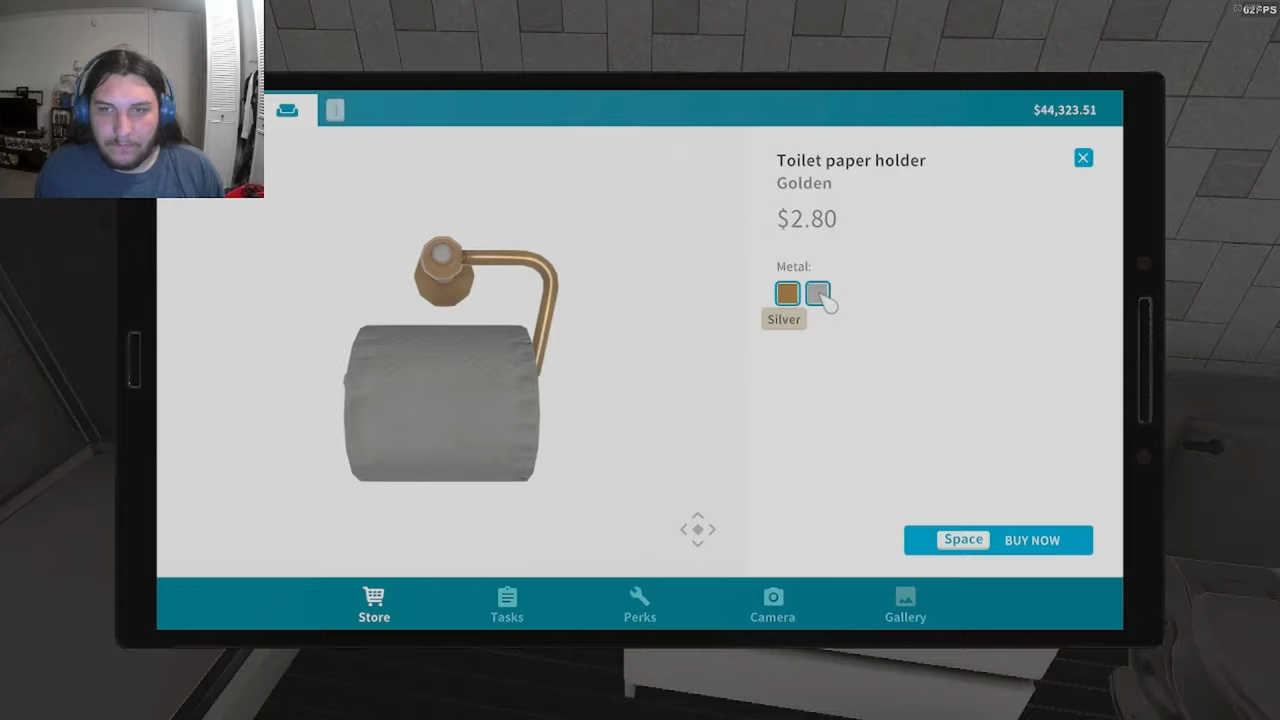 62FPS
$44,323.51
Toilet paper holder
Golden
$2.80
Metal:
Silver
Space BUY NOW
Store Tasks Perks Camera Gallery